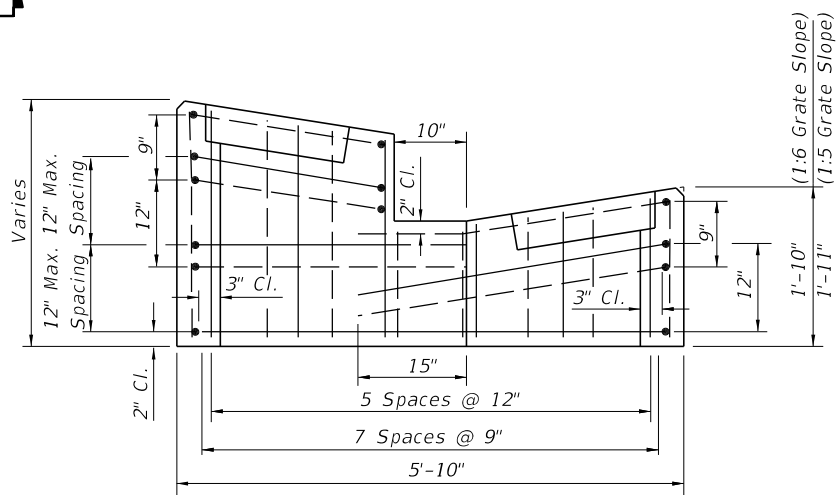 Varies
12" Max. 12" Max.
Spacing Spacing
9"
12"
2" Cl.
3" Cl.
10"
2" Cl.
15"
3" Cl.
9"
12"
1'-10" (1:6 Grate Slope)
1'-11" (1:5 Grate Slope)
5 Spaces @ 12"
7 Spaces @ 9"
5'-10"